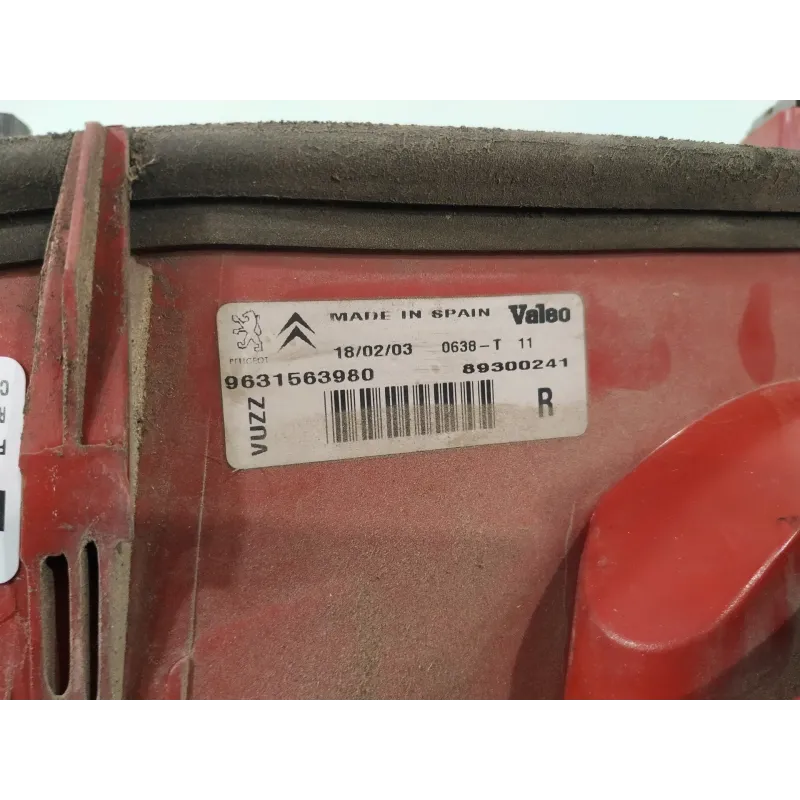 MADE IN SPAIN Valeo
PEUGEOT 18/02/03 0638-T 11
9631563980 89300241
VUZZ R